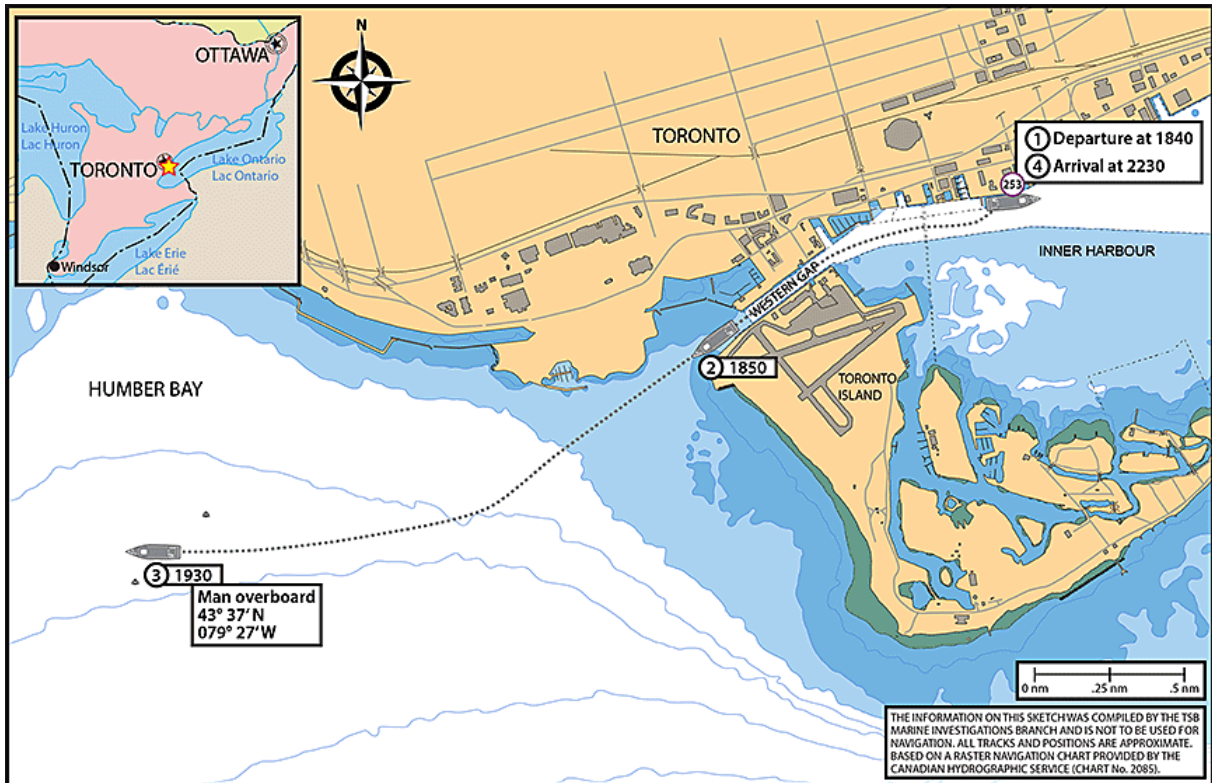 OTTAWA
Lake Huron
Lac Huron
TORONTO
Lake Ontario
Lac Ontario
Lake Erie
Lac Érié
Windsor
N
TORONTO
1 Departure at 1840
4 Arrival at 2230
253
INNER HARBOUR
WESTERN GAP
2 1850
TORONTO
ISLAND
HUMBER BAY
3 1930
Man overboard
43° 37' N
079° 27' W
0 nm .25 nm .5 nm
THE INFORMATION ON THIS SKETCH WAS COMPILED BY THE TSB
MARINE INVESTIGATIONS BRANCH AND IS NOT TO BE USED FOR
NAVIGATION. ALL TRACKS AND POSITIONS ARE APPROXIMATE.
BASED ON A RASTER NAVIGATION CHART PROVIDED BY THE
CANADIAN HYDROGRAPHIC SERVICE (CHART No. 2085).